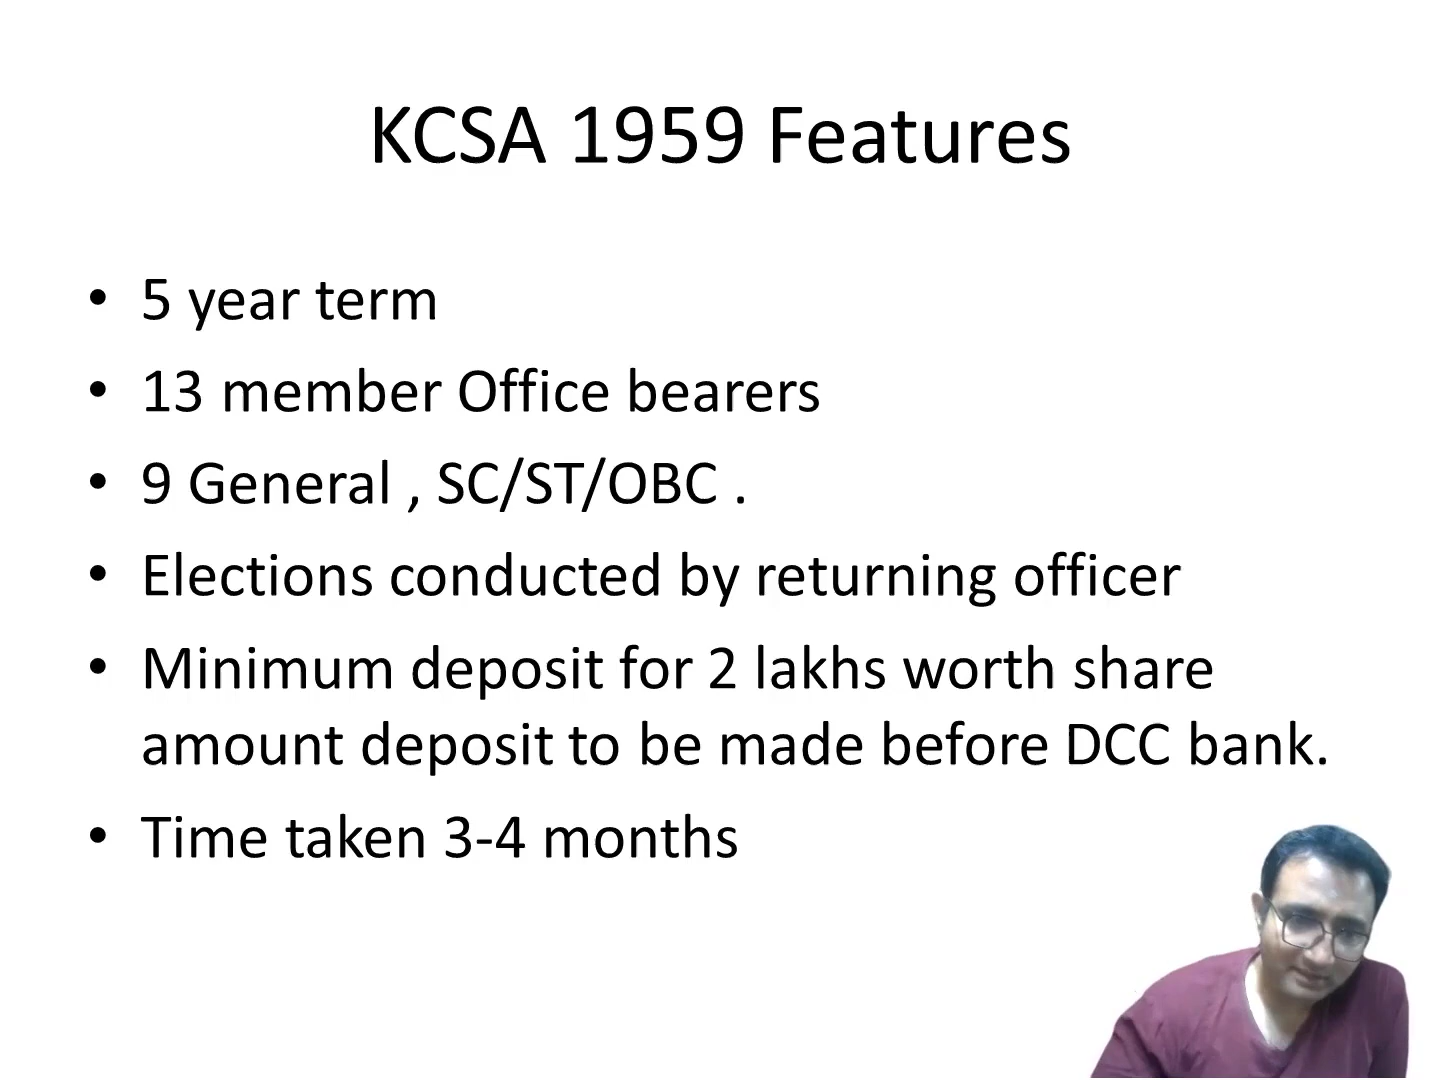 KCSA 1959 Features
• 5 year term
• 13 member Office bearers
• 9 General , SC/ST/OBC .
• Elections conducted by returning officer
• Minimum deposit for 2 lakhs worth share
amount deposit to be made before DCC bank.
• Time taken 3-4 months